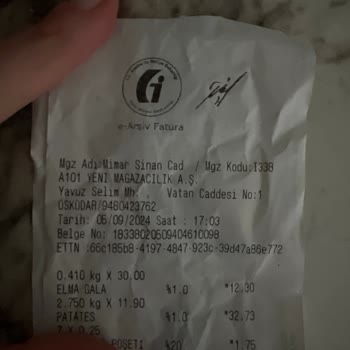 e-Arşiv Fatura
Mgz Adı:Mimar Sinan Cad / Mgz Kodu:I338
A101 YENİ MAĞAZACILIK A.Ş.
Yavuz Selim Mh. . Vatan Caddesi No:1
ÜSKÜDAR/9480423762
Tarih: 05/09/2024 Saat : 17:03
Belge No: 18338020509404610098
ETTN :66c185b8-4197-4847-923c-39d47a86e772
0.410 kg X 30.00
ELMA GALA %1.0 *12.30
2.750 kg X 11.90
PATATES %1.0 *32.73
7 X 0.25
POŞETİ %20 *1.75